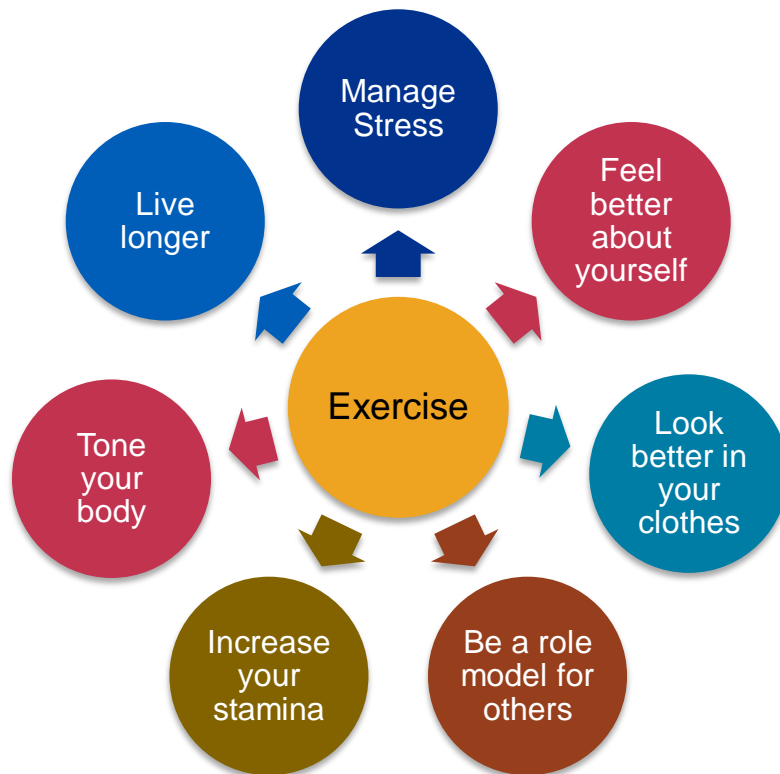 Manage
Stress
Feel
better
about
yourself
Look
better in
your
clothes
Be a role
model for
others
Increase
your
stamina
Tone
your
body
Live
longer
Exercise